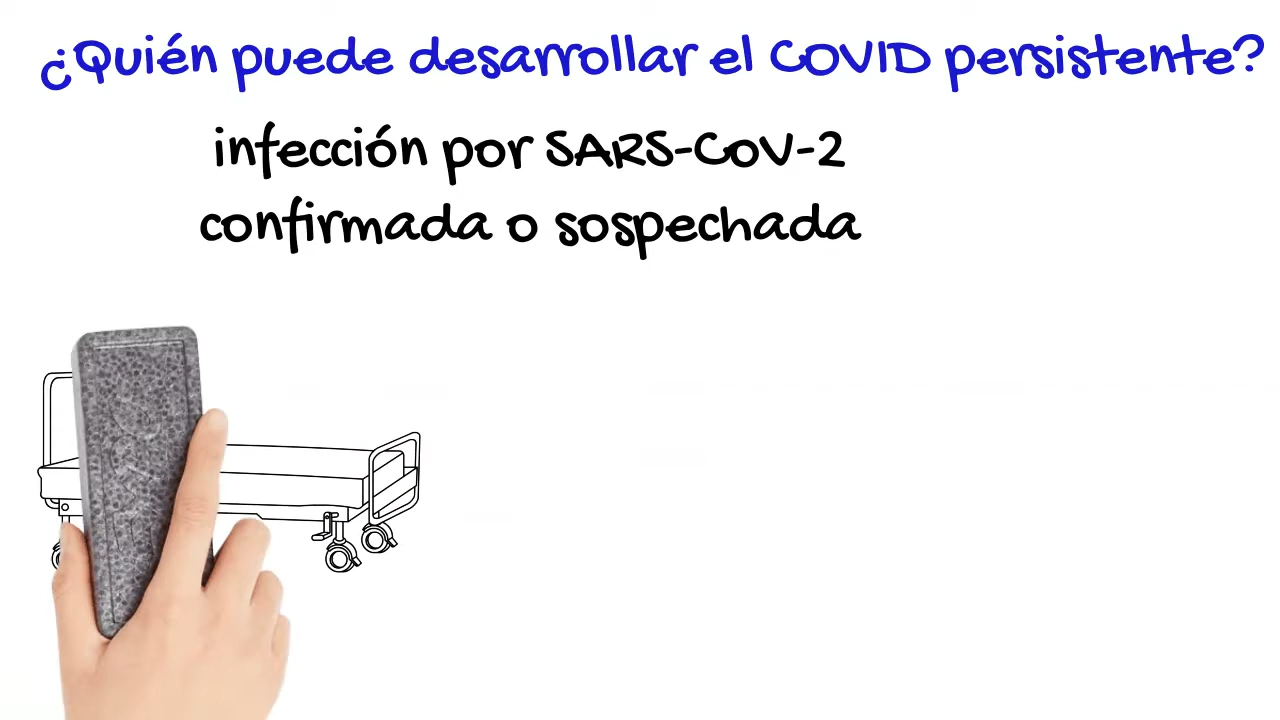 ¿Quién puede desarrollar el COVID persistente?
infección por SARS-CoV-2
confirmada o sospechada